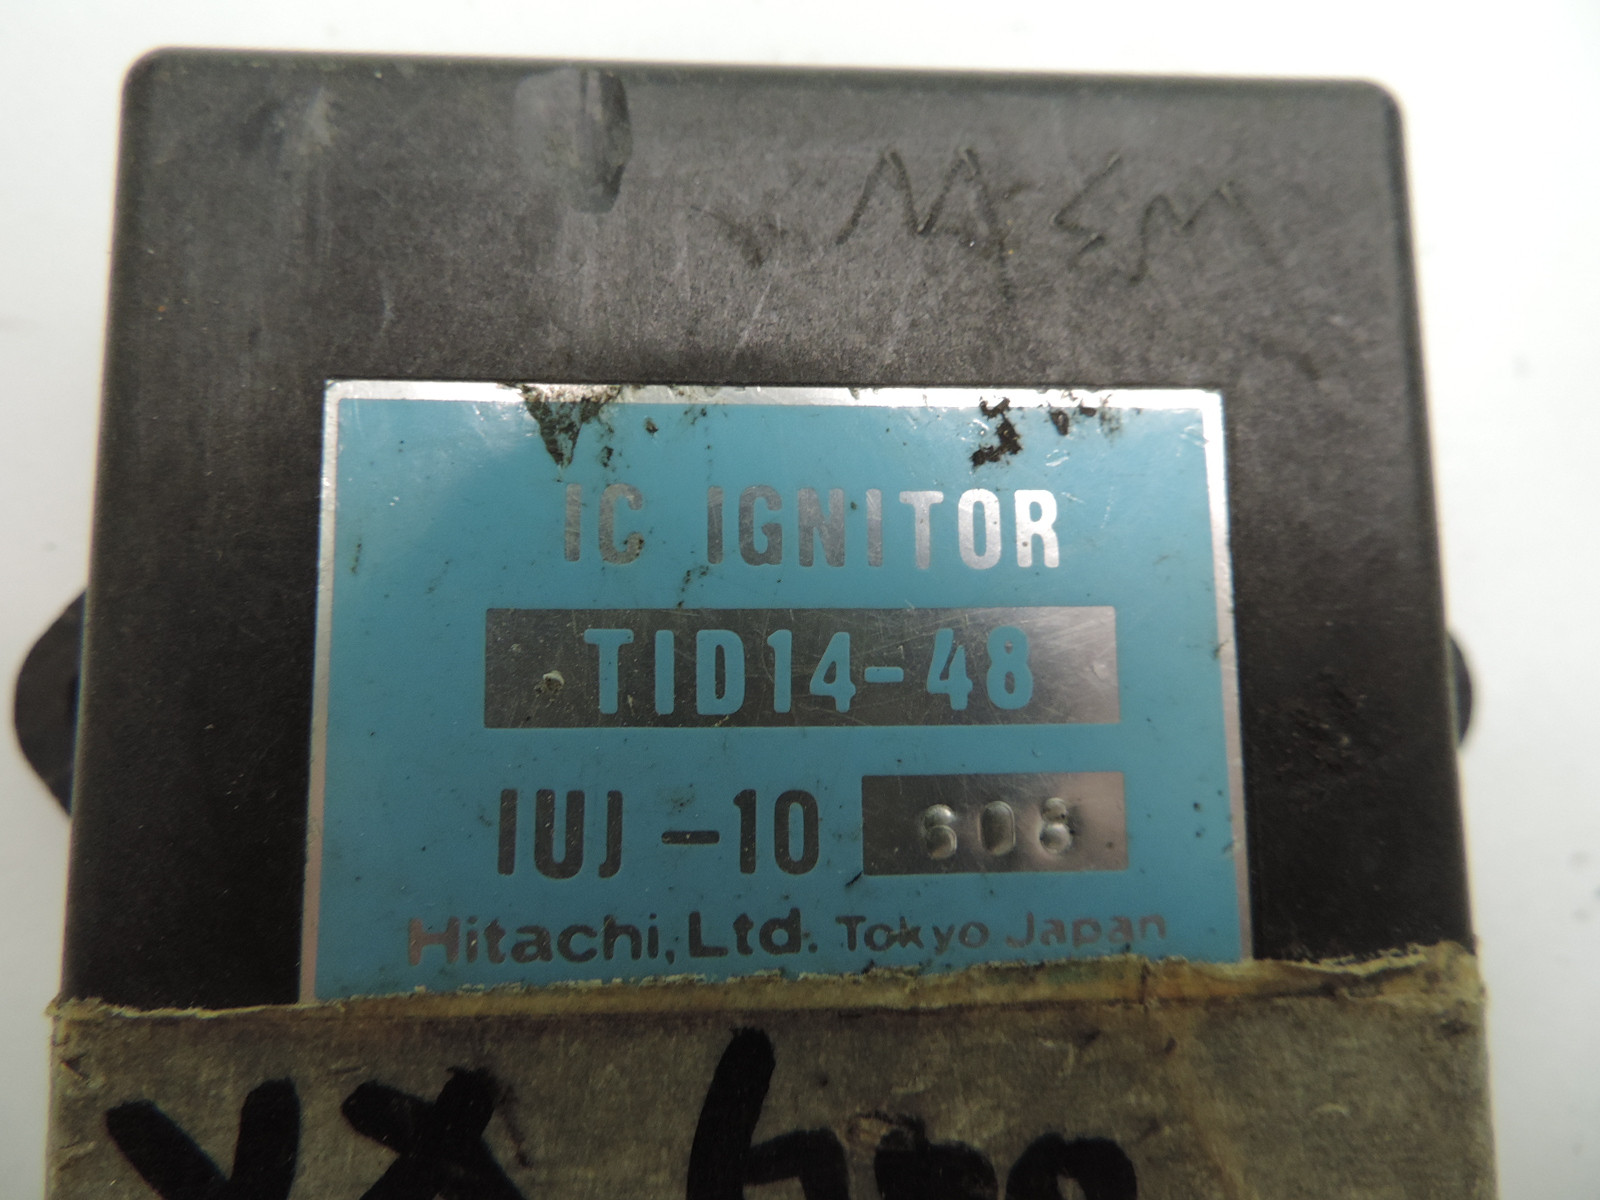 IC IGNITOR
TID14-48
IUJ-10 608
Hitachi, Ltd. Tokyo Japan